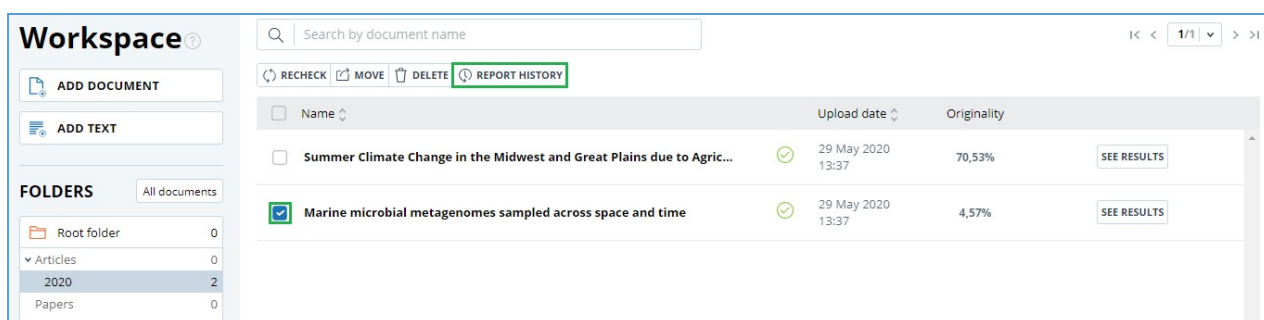 Workspace
Search by document name
1/1
ADD DOCUMENT
RECHECK MOVE DELETE REPORT HISTORY
ADD TEXT
Name Upload date Originality
Summer Climate Change in the Midwest and Great Plains due to Agric... 29 May 2020 13:37 70,53% SEE RESULTS
FOLDERS All documents
Marine microbial metagenomes sampled across space and time 29 May 2020 13:37 4,57% SEE RESULTS
Root folder 0
Articles 0
2020 2
Papers 0